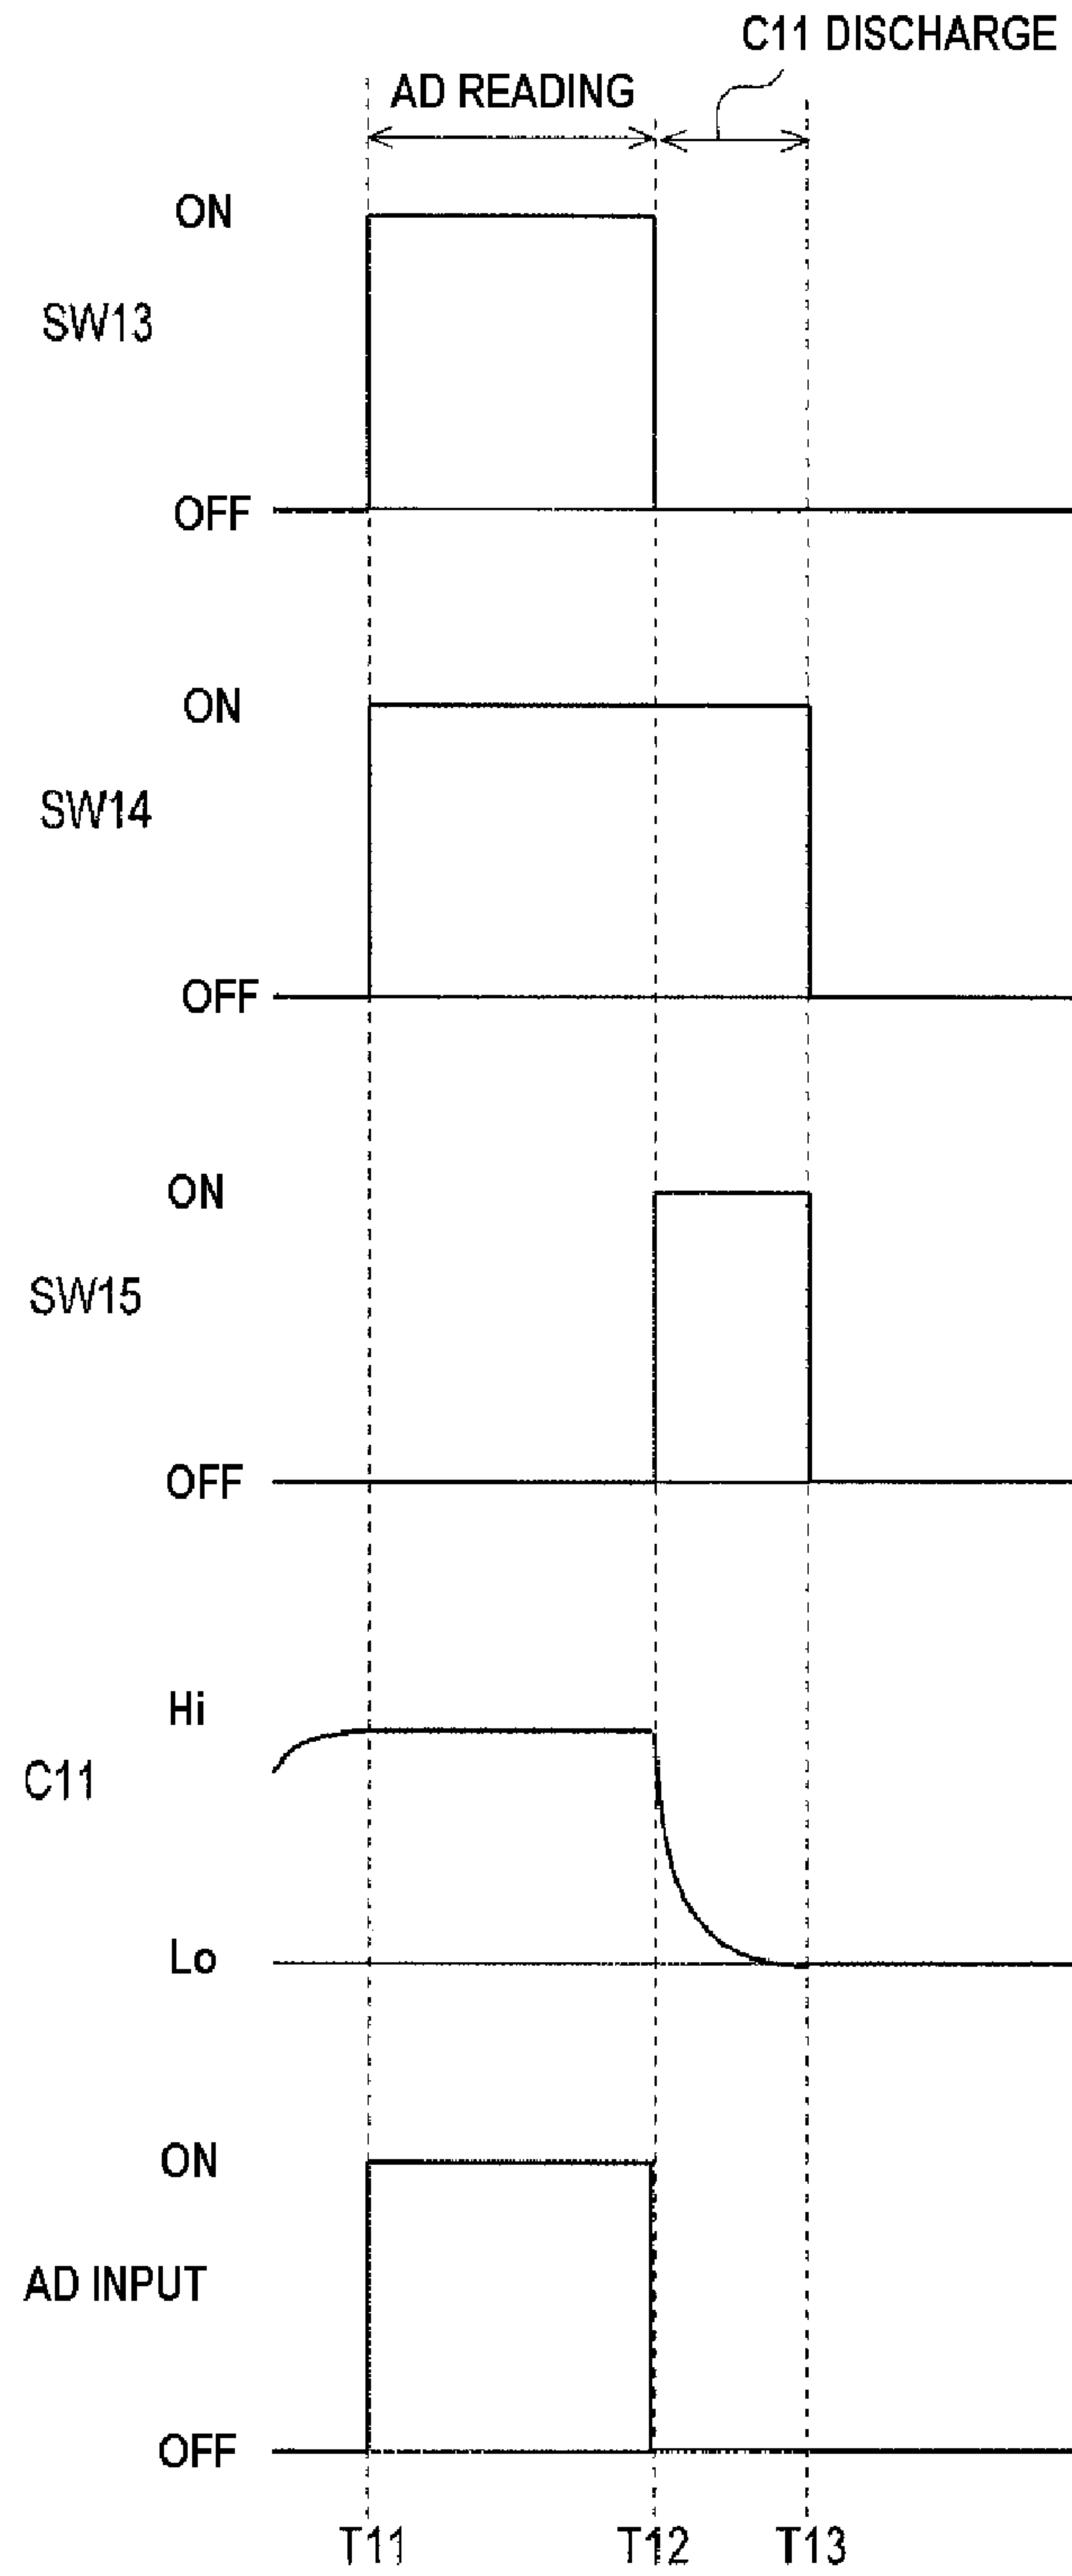 C11 DISCHARGE
AD READING
ON
SW13
OFF
ON
SW14
OFF
ON
SW15
OFF
Hi
C11
Lo
ON
AD INPUT
OFF
T11 T12 T13